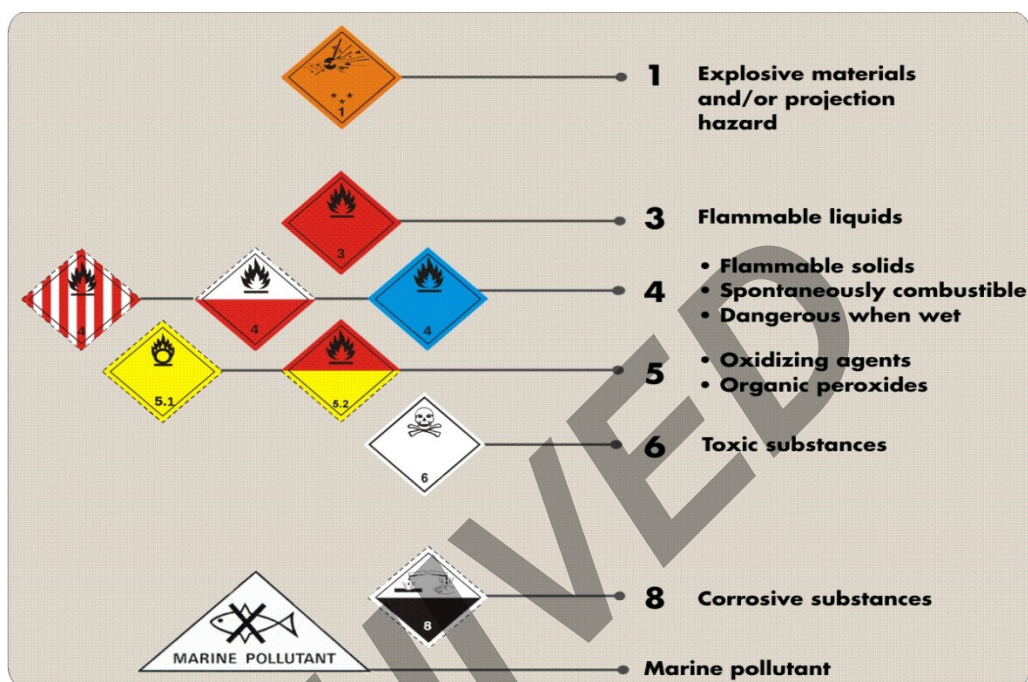 1
1 Explosive materials
and/or projection
hazard
3
3 Flammable liquids
4
4
4
4
• Flammable solids
• Spontaneously combustible
• Dangerous when wet
5.1
5.2
5
• Oxidizing agents
• Organic peroxides
6
6 Toxic substances
8
8 Corrosive substances
MARINE POLLUTANT
Marine pollutant